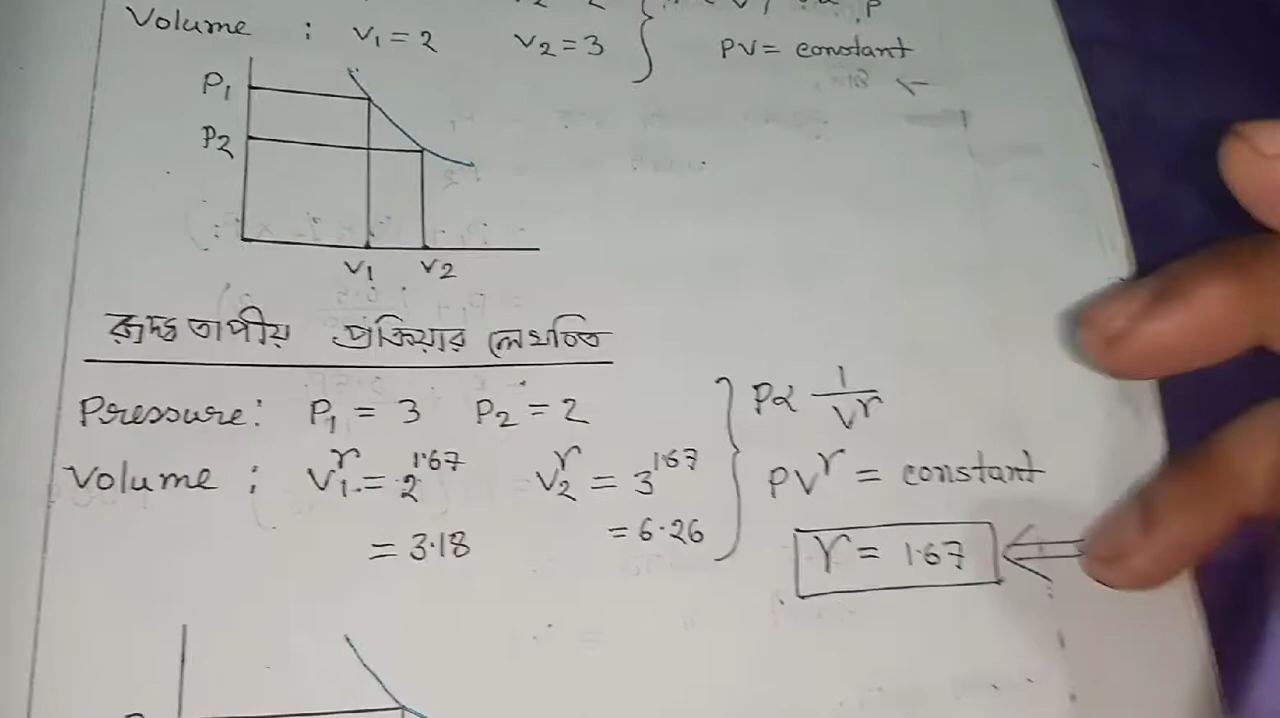 Volume : V₁ = 2 V₂ = 3
PV = constant
P₁
P₂
V₁ V₂
রুদ্ধতাপীয় প্রক্রিয়ার লেখচিত্র
Pressure: P₁ = 3 P₂ = 2
P∝ 1/V^γ
Volume : V₁^γ = 2^1.67 V₂^γ = 3^1.67
PV^γ = constant
= 3.18 = 6.26
γ = 1.67